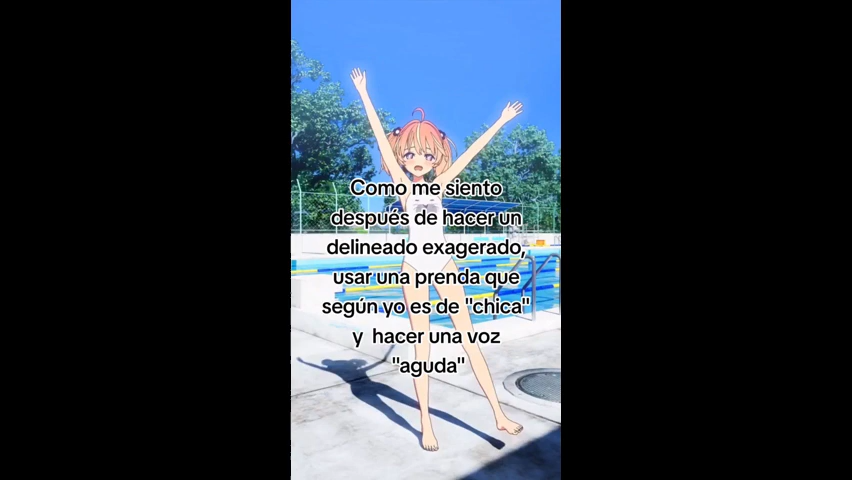 Como me siento
después de hacer un
delineado exagerado,
usar una prenda que
según yo es de "chica"
y  hacer una voz
"aguda"